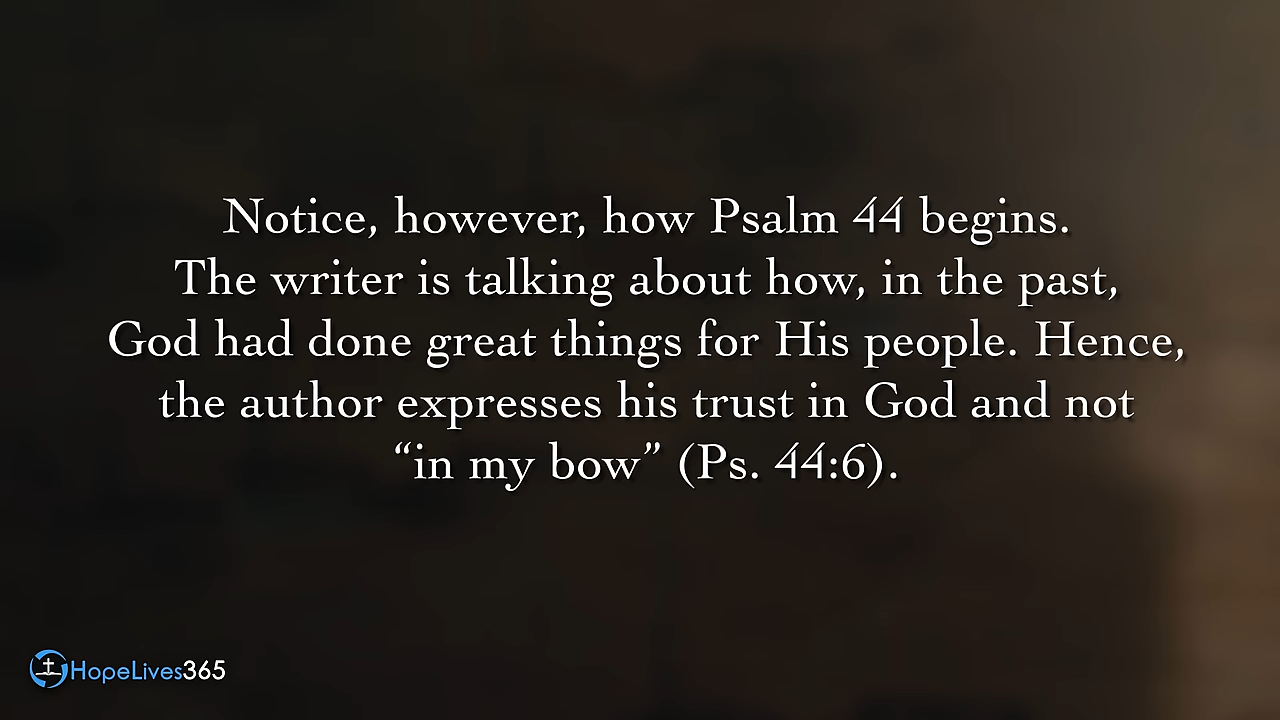 Notice, however, how Psalm 44 begins.
The writer is talking about how, in the past,
God had done great things for His people. Hence,
the author expresses his trust in God and not
“in my bow” (Ps. 44:6).
HopeLives365